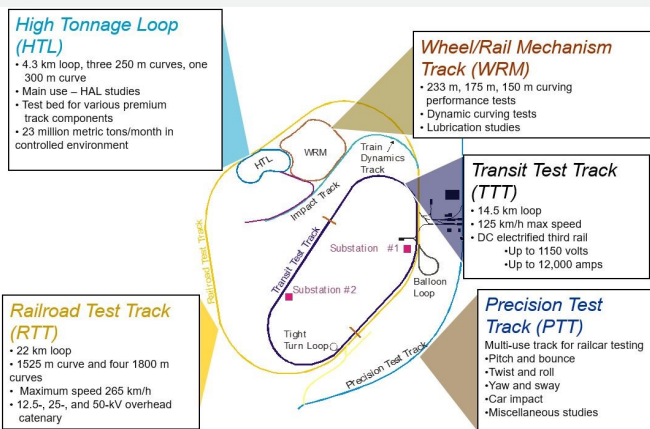 High Tonnage Loop
(HTL)
• 4.3 km loop, three 250 m curves, one
300 m curve
• Main use – HAL studies
• Test bed for various premium
track components
• 23 million metric tons/month in
controlled environment
Wheel/Rail Mechanism
Track (WRM)
• 233 m, 175 m, 150 m curving
performance tests
• Dynamic curving tests
• Lubrication studies
HTL
WRM
Train
Dynamics
Track
Impact Track
Transit Test Track
(TTT)
• 14.5 km loop
• 125 km/h max speed
• DC electrified third rail
•Up to 1150 volts
•Up to 12,000 amps
Railroad Test Track
Transit Test Track
Substation #1
Substation #2
Balloon
Loop
Tight
Turn Loop
Precision Test Track
Railroad Test Track
(RTT)
• 22 km loop
• 1525 m curve and four 1800 m
curves
• Maximum speed 265 km/h
• 12.5-, 25-, and 50-kV overhead
catenary
Precision Test
Track (PTT)
Multi-use track for railcar testing
•Pitch and bounce
•Twist and roll
•Yaw and sway
•Car impact
•Miscellaneous studies